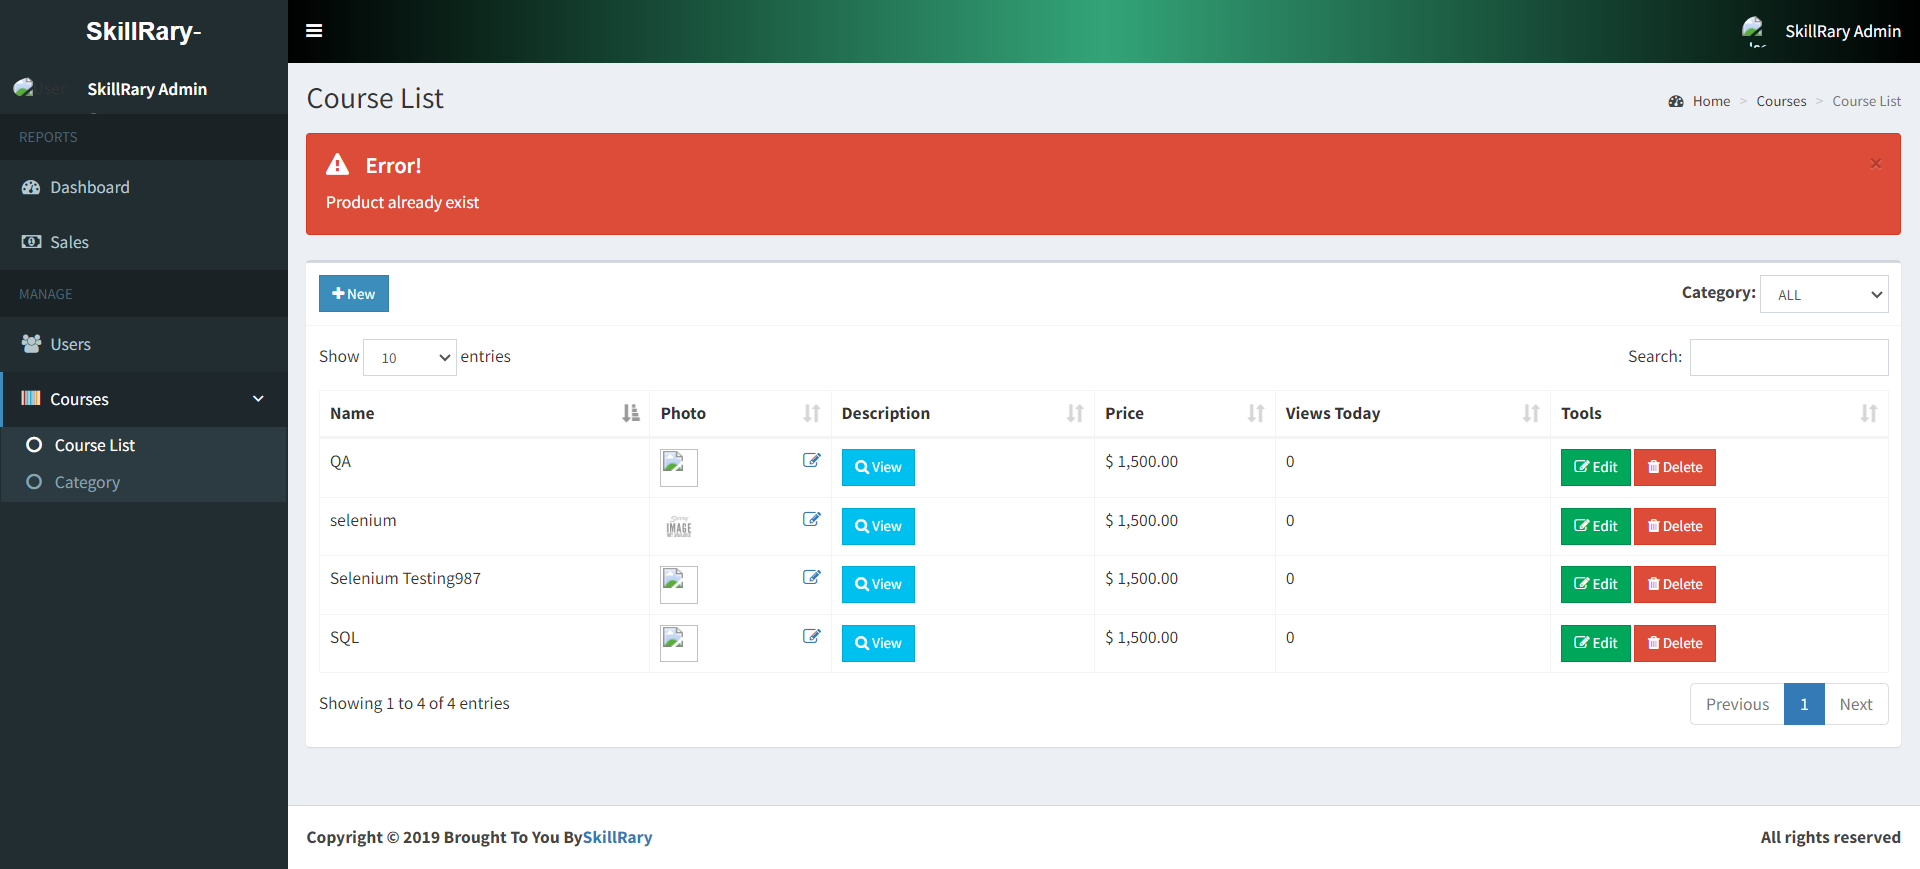 SkillRary-
SkillRary Admin
User
SkillRary Admin
REPORTS
Dashboard
Sales
MANAGE
Users
Courses
Course List
Category
Course List
Home > Courses > Course List
Error!
×
Product already exist
New
Category: ALL
Show 10 entries
Search:
Name Photo Description Price Views Today Tools
QA View $ 1,500.00 0 Edit Delete
selenium IMAGE View $ 1,500.00 0 Edit Delete
Selenium Testing987 View $ 1,500.00 0 Edit Delete
SQL View $ 1,500.00 0 Edit Delete
Showing 1 to 4 of 4 entries
Previous 1 Next
Copyright © 2019 Brought To You BySkillRary
All rights reserved